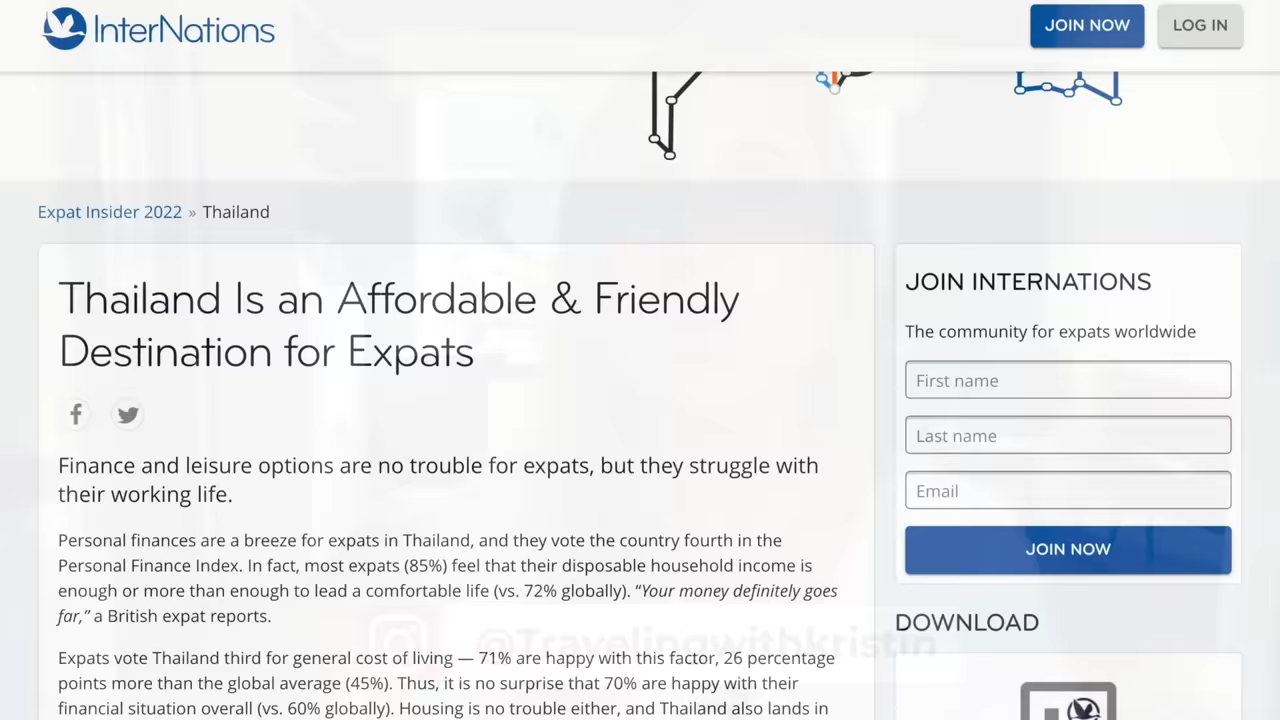 InterNations
JOIN NOW
LOG IN
Expat Insider 2022 » Thailand
Thailand Is an Affordable & Friendly
Destination for Expats
Finance and leisure options are no trouble for expats, but they struggle with
their working life.
Personal finances are a breeze for expats in Thailand, and they vote the country fourth in the
Personal Finance Index. In fact, most expats (85%) feel that their disposable household income is
enough or more than enough to lead a comfortable life (vs. 72% globally). “Your money definitely goes
far,” a British expat reports.
Expats vote Thailand third for general cost of living — 71% are happy with this factor, 26 percentage
points more than the global average (45%). Thus, it is no surprise that 70% are happy with their
financial situation overall (vs. 60% globally). Housing is no trouble either, and Thailand also lands in
JOIN INTERNATIONS
The community for expats worldwide
First name
Last name
Email
JOIN NOW
DOWNLOAD
@Travelingwithkristin